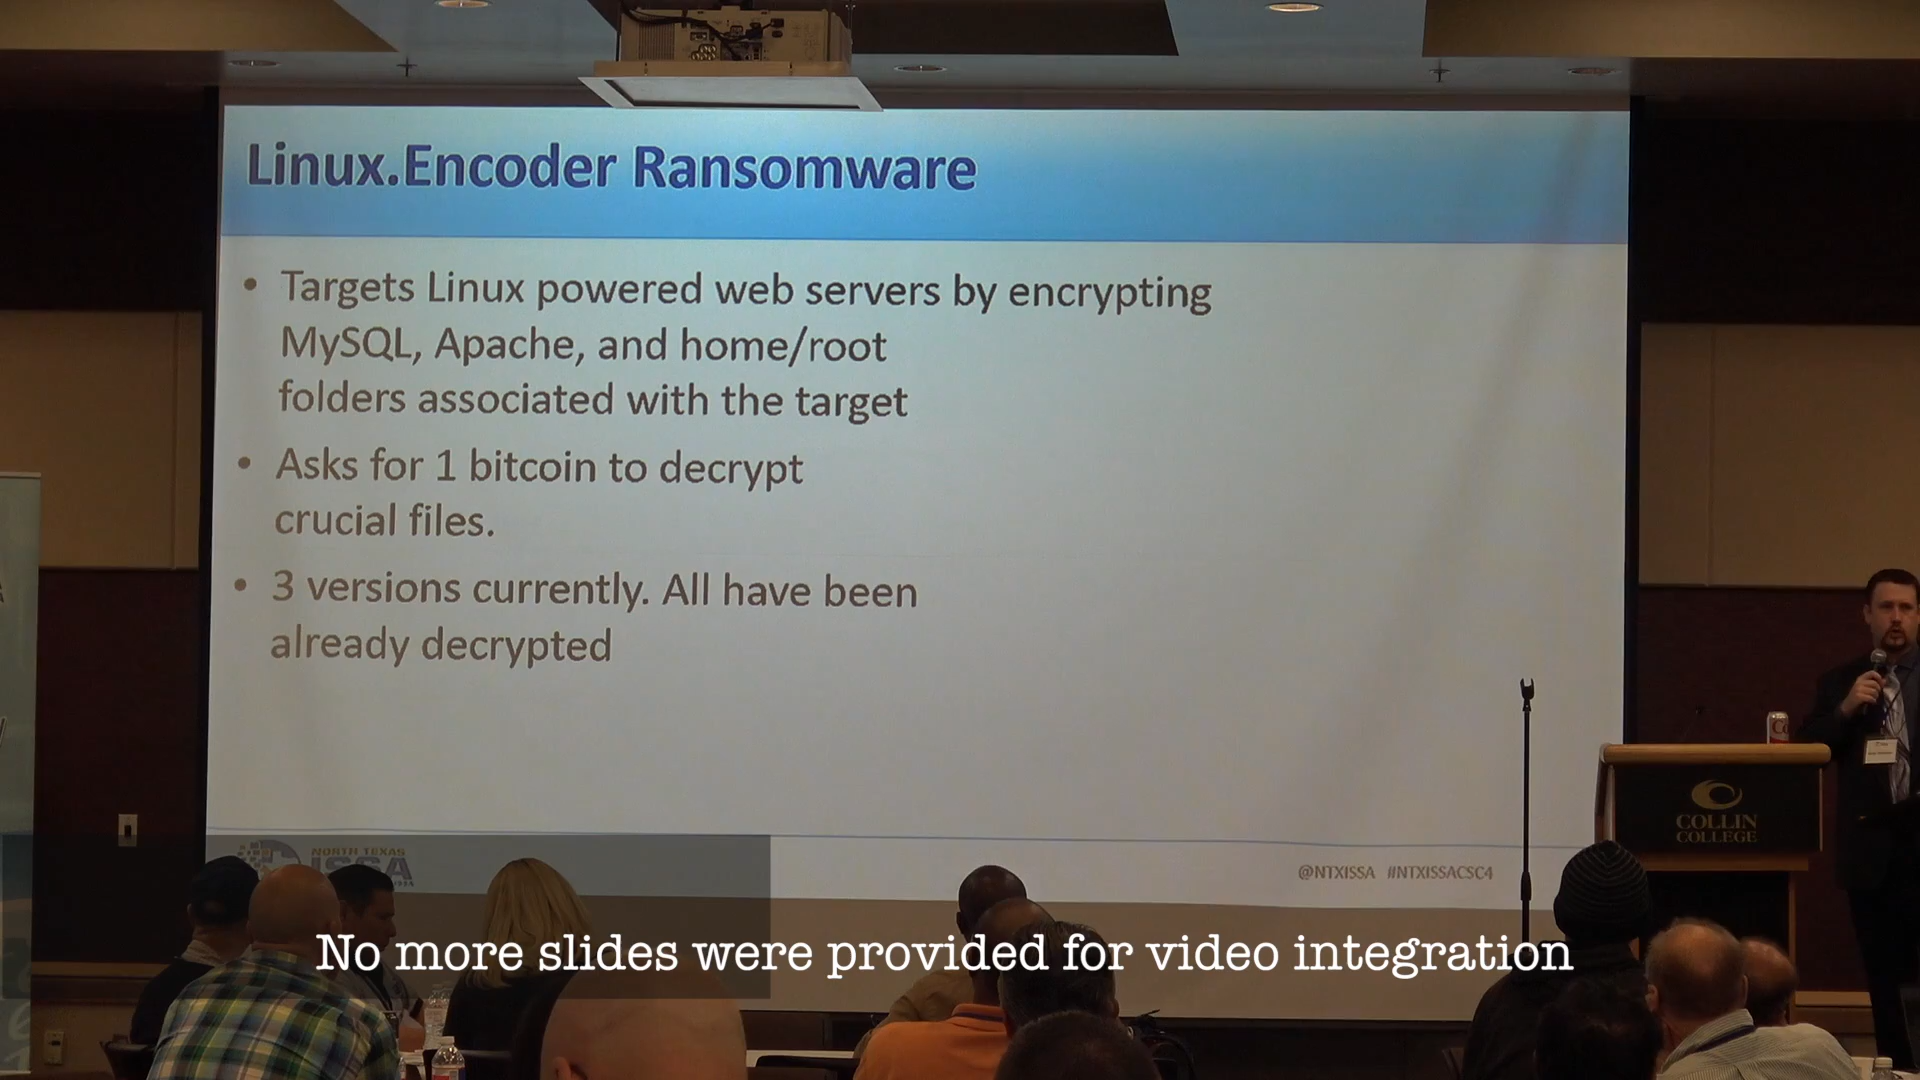 Linux.Encoder Ransomware
• Targets Linux powered web servers by encrypting
MySQL, Apache, and home/root
folders associated with the target
• Asks for 1 bitcoin to decrypt
crucial files.
• 3 versions currently. All have been
already decrypted
NORTH TEXAS
ISSA
@NTXISSA #NTXISSACSC4
COLLIN
COLLEGE
No more slides were provided for video integration